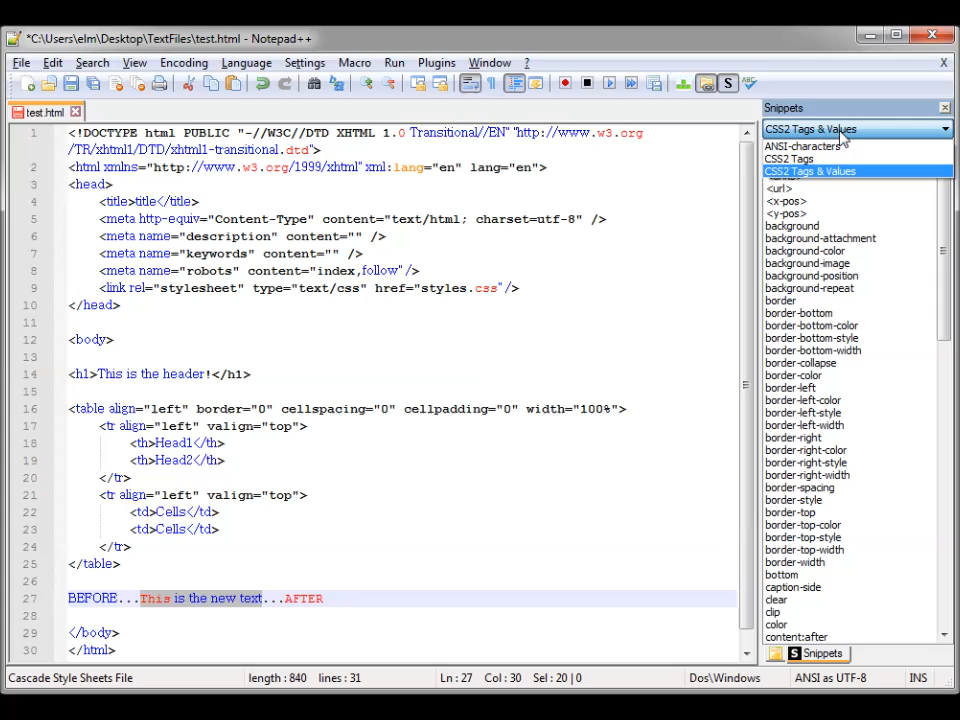 *C:\Users\elm\Desktop\TextFiles\test.html - Notepad++
File Edit Search View Encoding Language Settings Macro Run Plugins Window ? X
test.html
1 <!DOCTYPE html PUBLIC "-//W3C//DTD XHTML 1.0 Transitional//EN" "http://www.w3.org
/TR/xhtml1/DTD/xhtml1-transitional.dtd">
2 <html xmlns="http://www.w3.org/1999/xhtml" xml:lang="en" lang="en">
3 <head>
4 <title>title</title>
5 <meta http-equiv="Content-Type" content="text/html; charset=utf-8" />
6 <meta name="description" content="" />
7 <meta name="keywords" content="" />
8 <meta name="robots" content="index,follow" />
9 <link rel="stylesheet" type="text/css" href="styles.css" />
10 </head>
11
12 <body>
13
14 <h1>This is the header!</h1>
15
16 <table align="left" border="0" cellspacing="0" cellpadding="0" width="100%">
17 <tr align="left" valign="top">
18 <th>Head1</th>
19 <th>Head2</th>
20 </tr>
21 <tr align="left" valign="top">
22 <td>Cells</td>
23 <td>Cells</td>
24 </tr>
25 </table>
26
27 BEFORE...This is the new text...AFTER
28
29 </body>
30 </html>
Snippets
CSS2 Tags & Values
ANSI-characters
CSS2 Tags
CSS2 Tags & Values
<url>
<x-pos>
<y-pos>
background
background-attachment
background-color
background-image
background-position
background-repeat
border
border-bottom
border-bottom-color
border-bottom-style
border-bottom-width
border-collapse
border-color
border-left
border-left-color
border-left-style
border-left-width
border-right
border-right-color
border-right-style
border-right-width
border-spacing
border-style
border-top
border-top-color
border-top-style
border-top-width
border-width
bottom
caption-side
clear
clip
color
content:after
S Snippets
Cascade Style Sheets File length : 840 lines : 31 Ln : 27 Col : 30 Sel : 20 | 0 Dos\Windows ANSI as UTF-8 INS